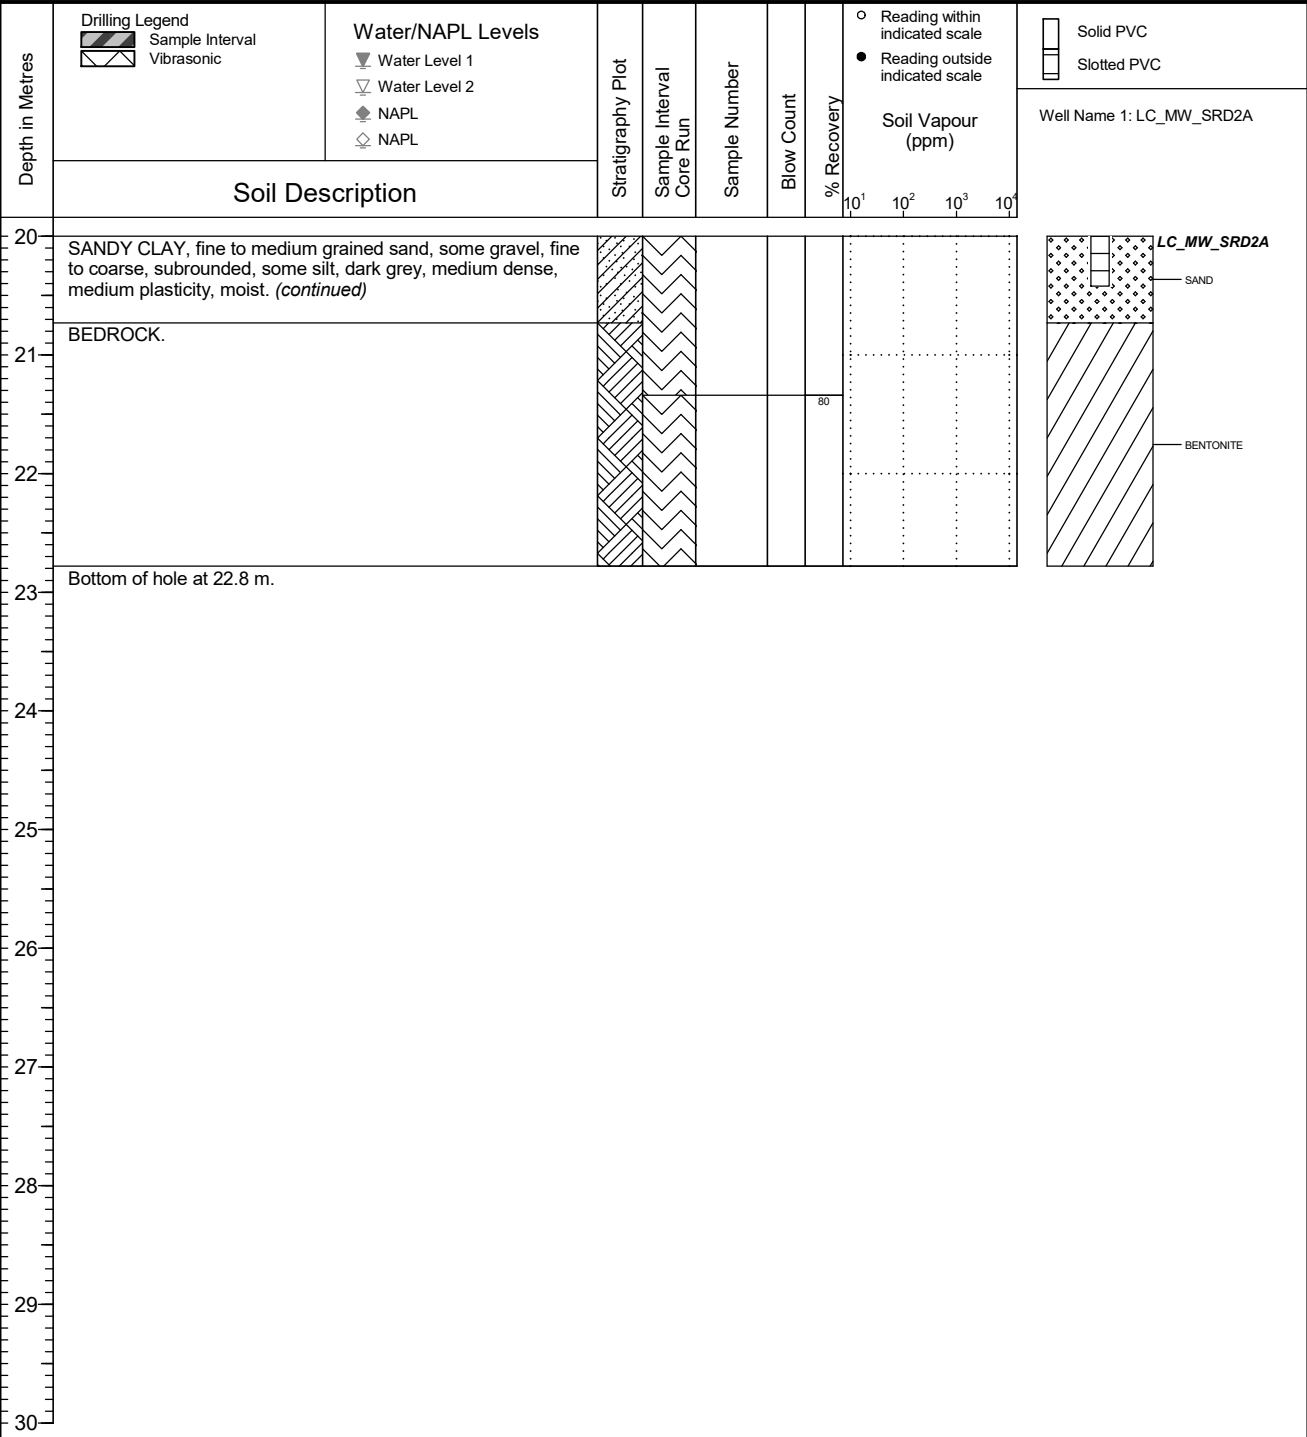 Depth in Metres
Drilling Legend
Sample Interval
Vibrasonic
Water/NAPL Levels
Water Level 1
Water Level 2
NAPL
NAPL
Soil Description
Stratigraphy Plot
Sample Interval
Core Run
Sample Number
Blow Count
% Recovery
Reading within
indicated scale
Reading outside
indicated scale
Soil Vapour
(ppm)
10¹ 10² 10³ 10⁴
Solid PVC
Slotted PVC
Well Name 1: LC_MW_SRD2A
20
SANDY CLAY, fine to medium grained sand, some gravel, fine
to coarse, subrounded, some silt, dark grey, medium dense,
medium plasticity, moist. (continued)
LC_MW_SRD2A
SAND
BEDROCK.
21
80
BENTONITE
22
Bottom of hole at 22.8 m.
23
24
25
26
27
28
29
30